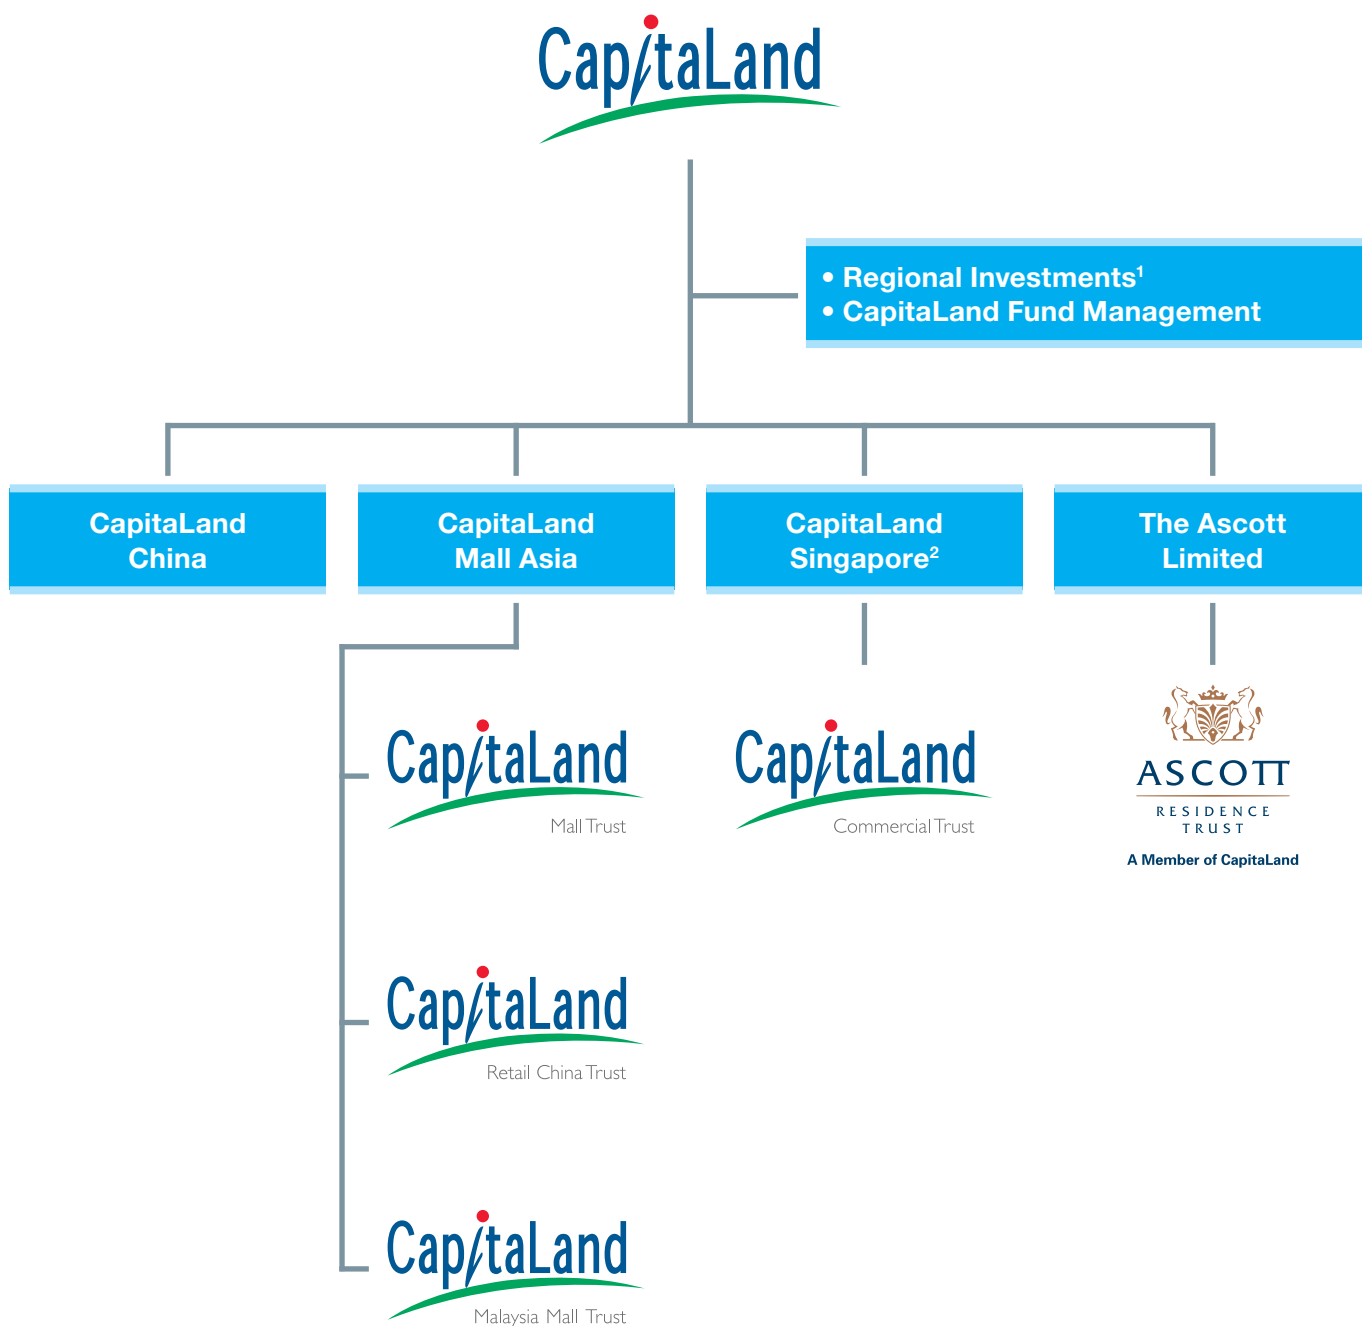 CapitaLand
• Regional Investments¹
• CapitaLand Fund Management
CapitaLand
China
CapitaLand
Mall Asia
CapitaLand
Singapore²
The Ascott
Limited
CapitaLand
Mall Trust
CapitaLand
Commercial Trust
ASCOTT
RESIDENCE
TRUST
A Member of CapitaLand
CapitaLand
Retail China Trust
CapitaLand
Malaysia Mall Trust